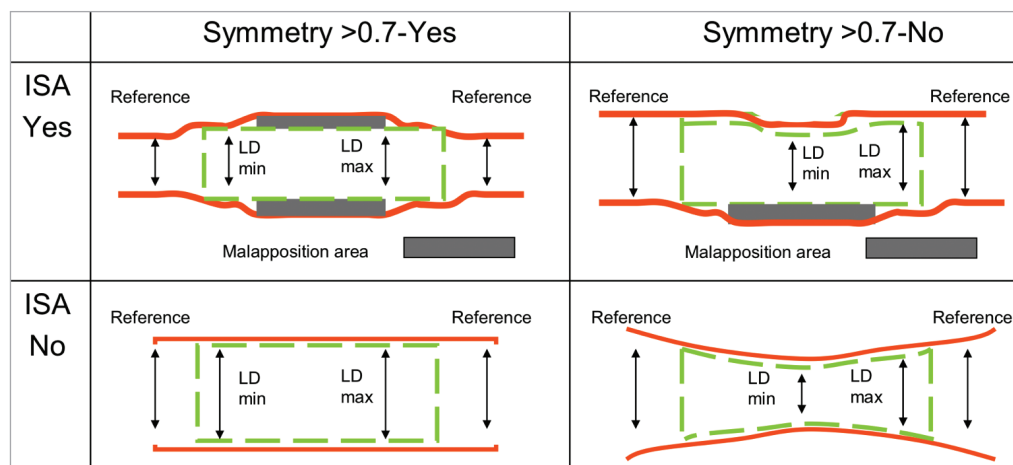 Symmetry >0.7-Yes
Symmetry >0.7-No
ISA
Yes
Reference
Reference
LD
min
LD
max
Malapposition area
Reference
Reference
LD
min
LD
max
Malapposition area
ISA
No
Reference
Reference
LD
min
LD
max
Reference
Reference
LD
min
LD
max